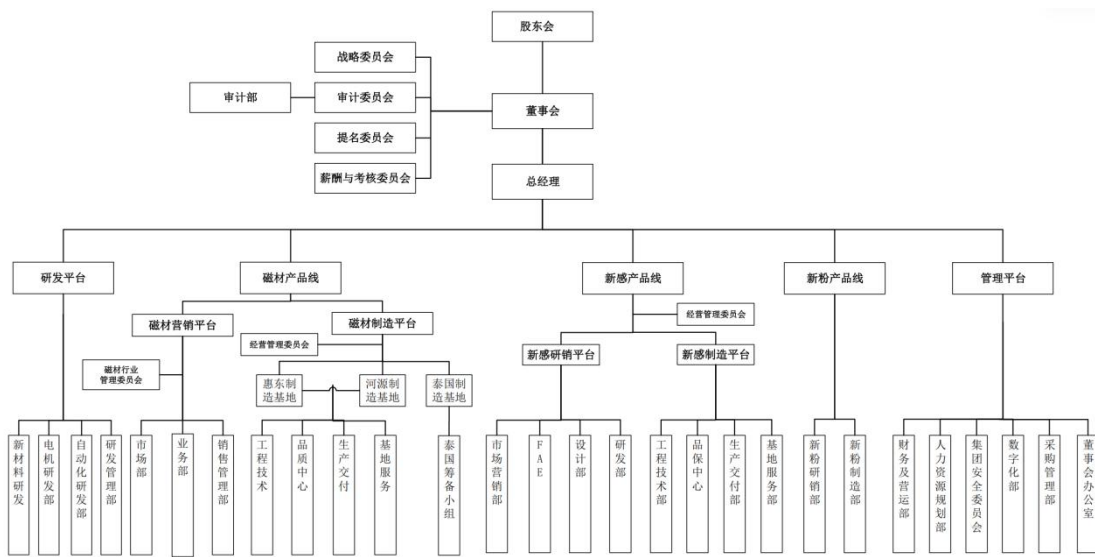 股东会
战略委员会
审计部
审计委员会
董事会
提名委员会
薪酬与考核委员会
总经理
研发平台
磁材产品线
新感产品线
新粉产品线
管理平台
磁材营销平台
磁材制造平台
经营管理委员会
经营管理委员会
新感研销平台
新感制造平台
磁材行业
管理委员会
惠东制
造基地
河源制
造基地
泰国制
造基地
新材料研发
电机研发部
自动化研发部
研发管理部
市场部
业务部
销售管理部
工程技术
品质中心
生产交付
基地服务
泰国筹备小组
市场营销部
FAE
设计部
研发部
工程技术部
品保中心
生产交付部
基地服务部
新粉研销部
新粉制造部
财务及营运部
人力资源规划部
集团安全委员会
数字化部
采购管理部
董事会办公室